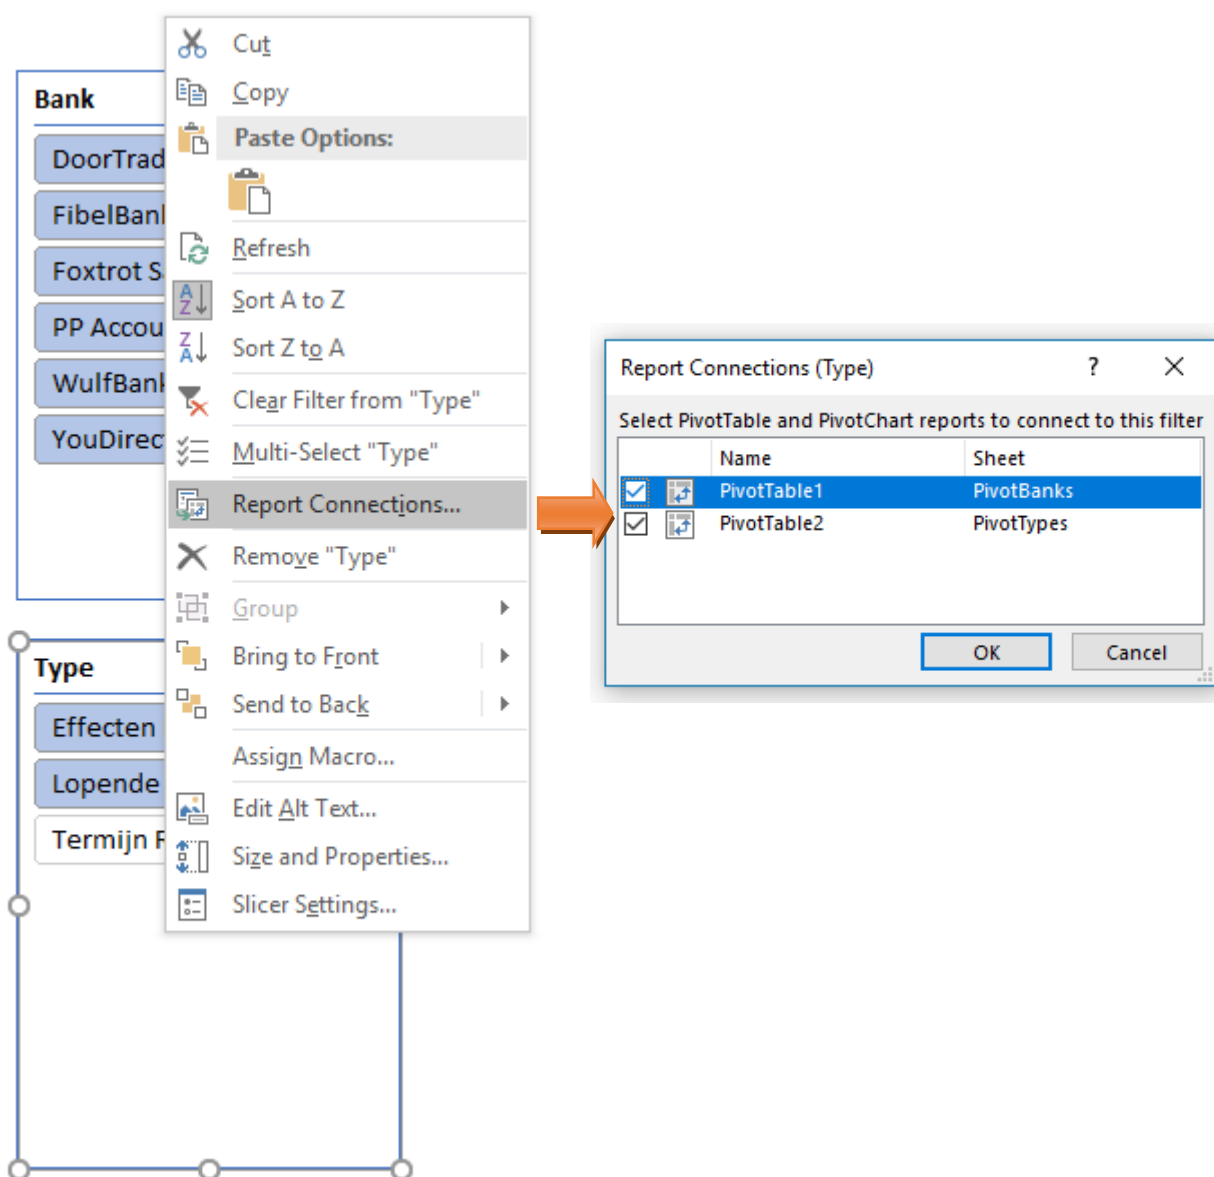 Bank
DoorTrad
FibelBank
Foxtrot S
PP Accou
WulfBank
YouDirec
Type
Effecten
Lopende
Termijn R
Cut
Copy
Paste Options:
Refresh
Sort A to Z
Sort Z to A
Clear Filter from "Type"
Multi-Select "Type"
Report Connections...
Remove "Type"
Group
Bring to Front
Send to Back
Assign Macro...
Edit Alt Text...
Size and Properties...
Slicer Settings...
Report Connections (Type) ?
Select PivotTable and PivotChart reports to connect to this filter
Name Sheet
PivotTable1 PivotBanks
PivotTable2 PivotTypes
OK Cancel